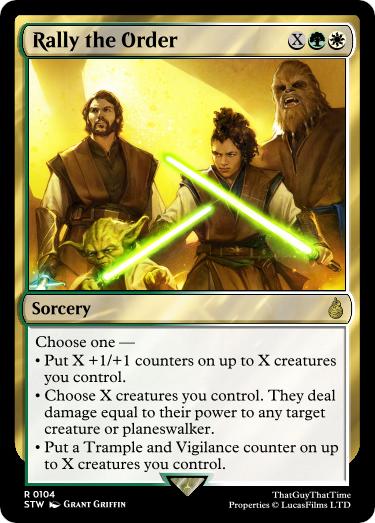 Rally the Order X
Sorcery
Choose one —
• Put X +1/+1 counters on up to X creatures
you control.
• Choose X creatures you control. They deal
damage equal to their power to any target
creature or planeswalker.
• Put a Trample and Vigilance counter on up
to X creatures you control.
R 0104
STW GRANT GRIFFIN
ThatGuyThatTime
Properties © LucasFilms LTD